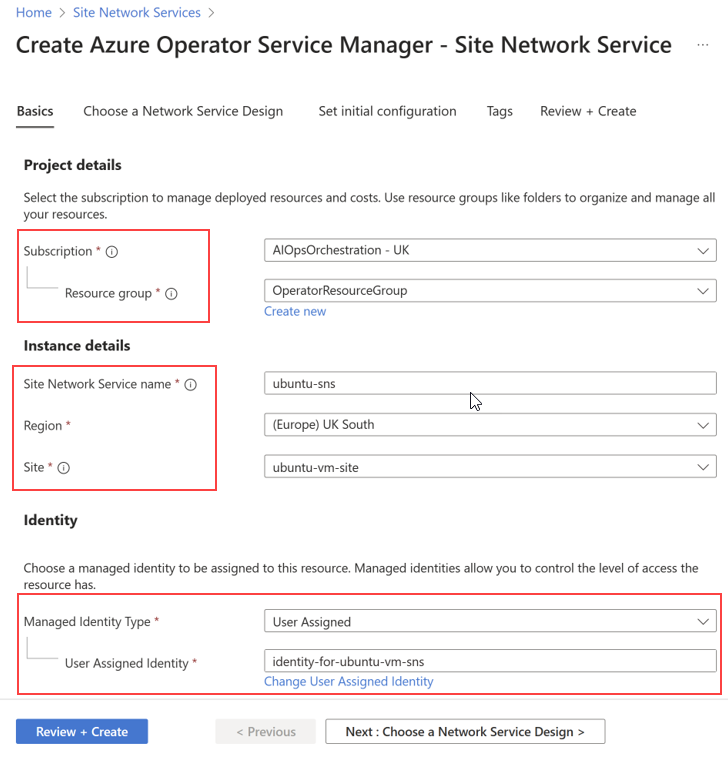 Home > Site Network Services >
Create Azure Operator Service Manager - Site Network Service ...
Basics Choose a Network Service Design Set initial configuration Tags Review + Create
Project details
Select the subscription to manage deployed resources and costs. Use resource groups like folders to organize and manage all
your resources.
Subscription * AIOpsOrchestration - UK
Resource group * OperatorResourceGroup
Create new
Instance details
Site Network Service name * ubuntu-sns
Region * (Europe) UK South
Site * ubuntu-vm-site
Identity
Choose a managed identity to be assigned to this resource. Managed identities allow you to control the level of access the
resource has.
Managed Identity Type * User Assigned
User Assigned Identity * identity-for-ubuntu-vm-sns
Change User Assigned Identity
Review + Create < Previous Next : Choose a Network Service Design >